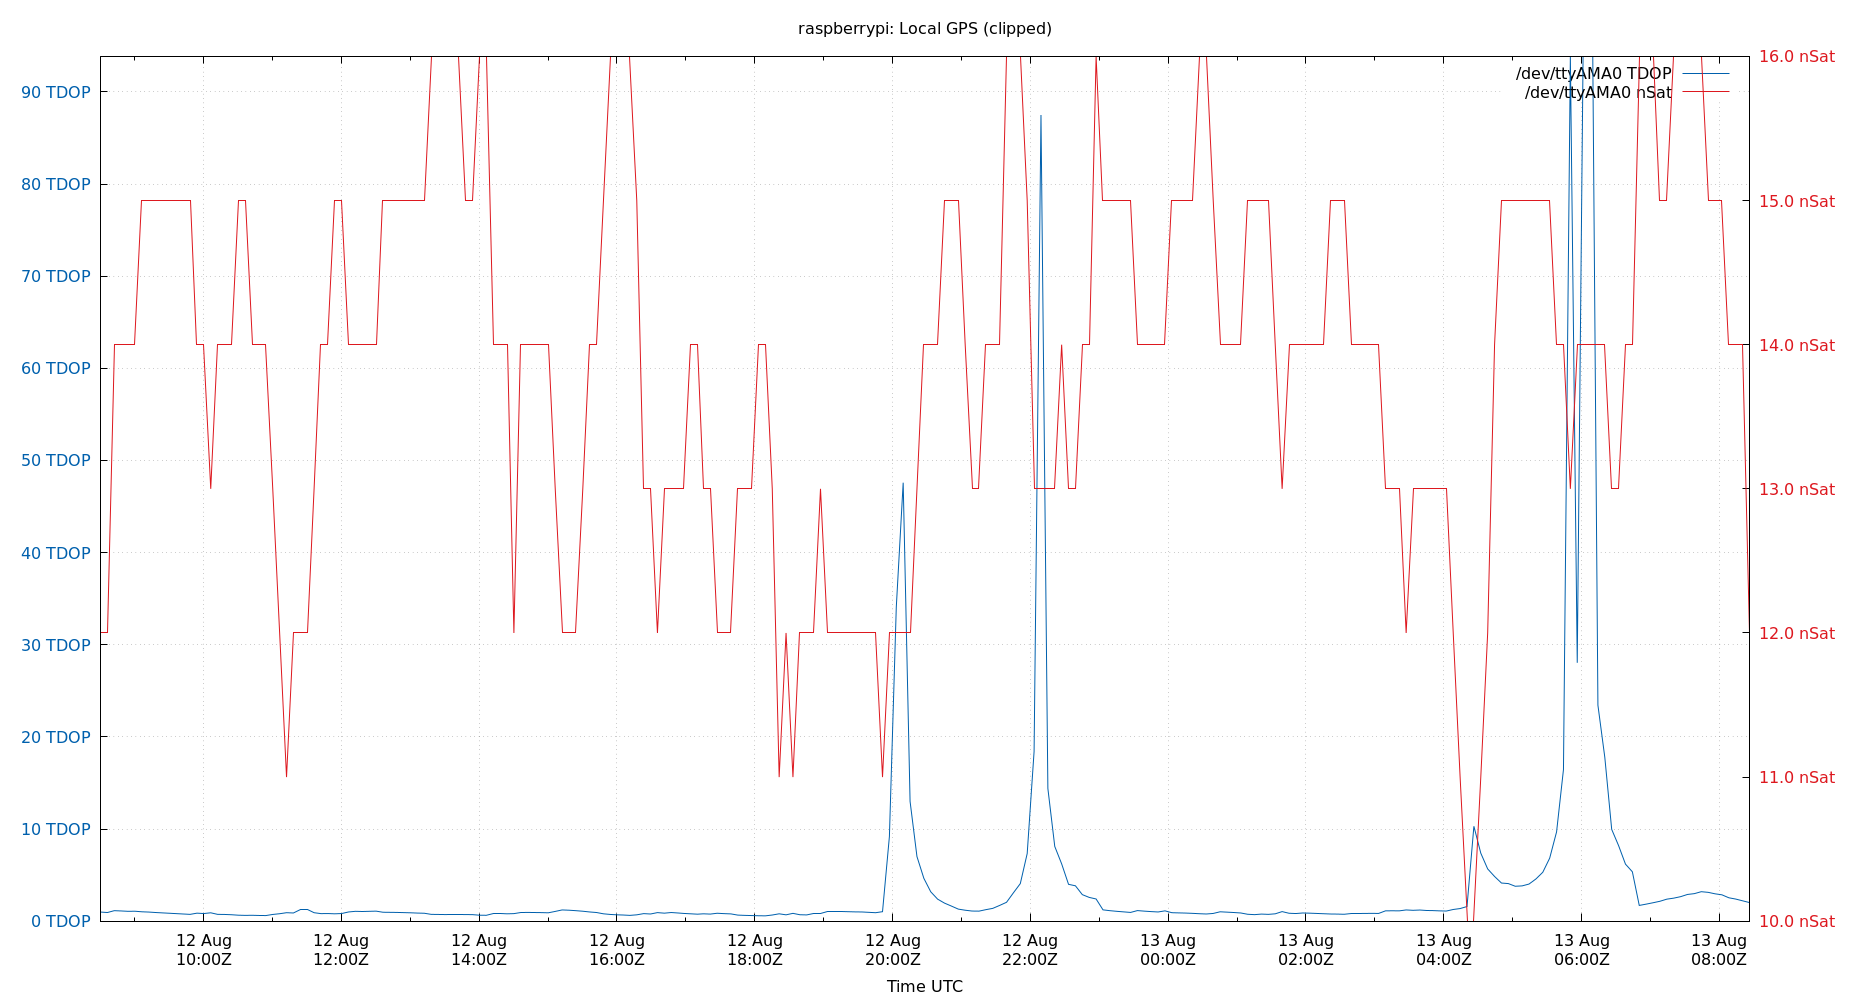 raspberrypi: Local GPS (clipped)
/dev/ttyAMA0 TDOP
/dev/ttyAMA0 nSat
90 TDOP
80 TDOP
70 TDOP
60 TDOP
50 TDOP
40 TDOP
30 TDOP
20 TDOP
10 TDOP
0 TDOP
16.0 nSat
15.0 nSat
14.0 nSat
13.0 nSat
12.0 nSat
11.0 nSat
10.0 nSat
12 Aug
10:00Z
12 Aug
12:00Z
12 Aug
14:00Z
12 Aug
16:00Z
12 Aug
18:00Z
12 Aug
20:00Z
12 Aug
22:00Z
13 Aug
00:00Z
13 Aug
02:00Z
13 Aug
04:00Z
13 Aug
06:00Z
13 Aug
08:00Z
Time UTC